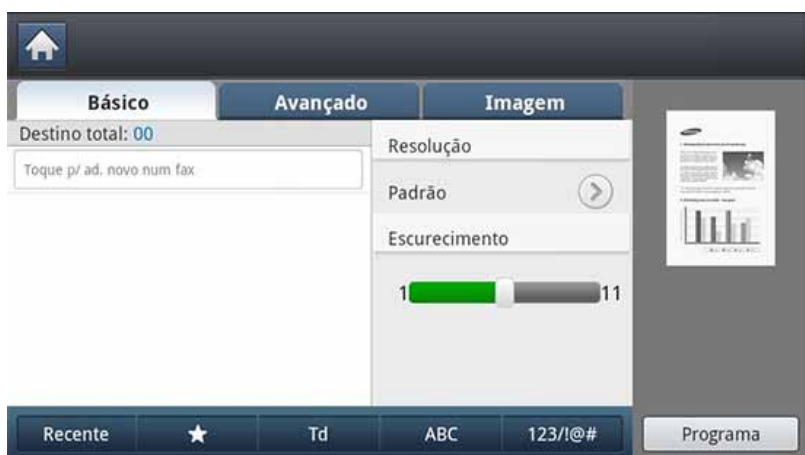 Básico
Avançado
Imagem
Destino total: 00
Toque p/ ad. novo num fax
Resolução
Padrão
Escurecimento
1
11
Recente
★
Td
ABC
123/!@#
Programa